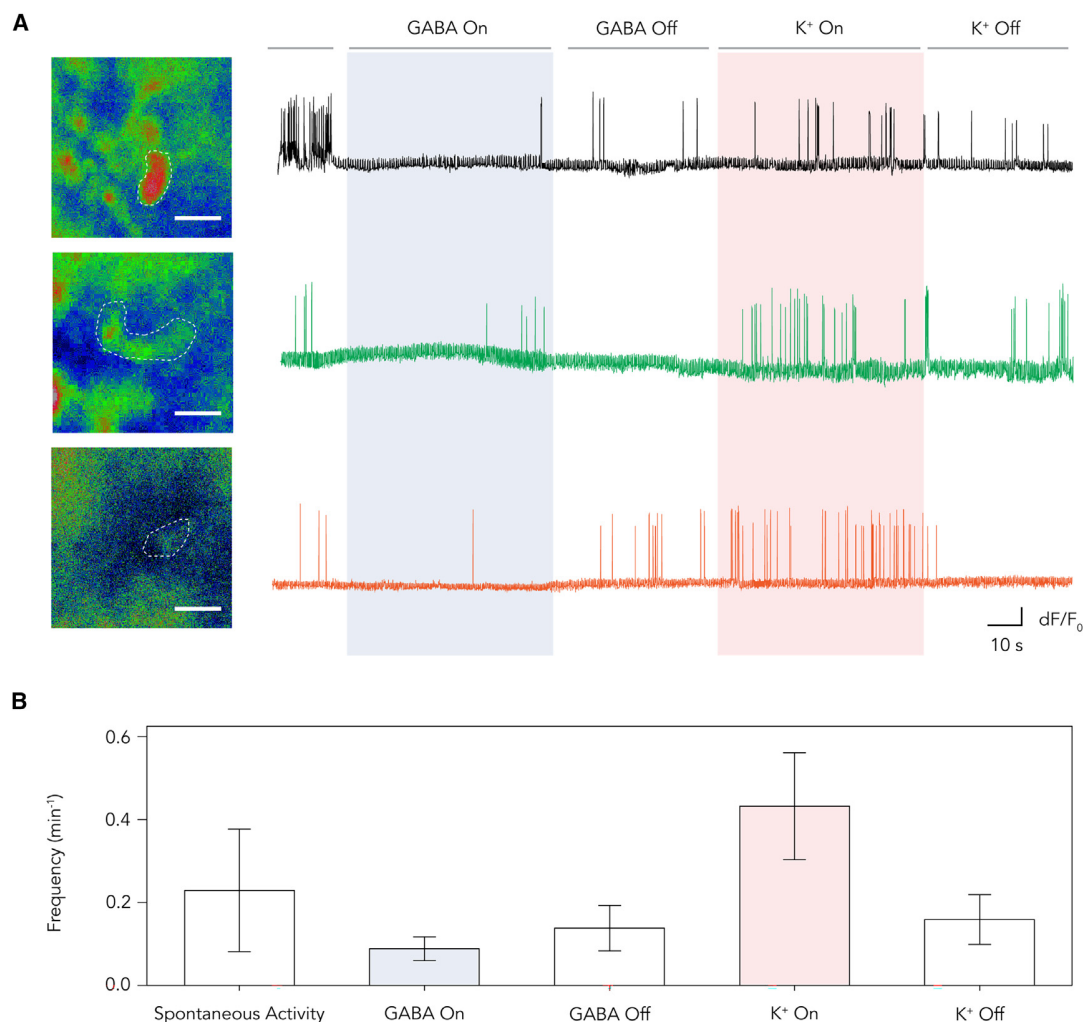 A
GABA On
GABA Off
K⁺ On
K⁺ Off
dF/F₀
10 s
B
Frequency (min⁻¹)
0.6
0.4
0.2
0.0
Spontaneous Activity
GABA On
GABA Off
K⁺ On
K⁺ Off